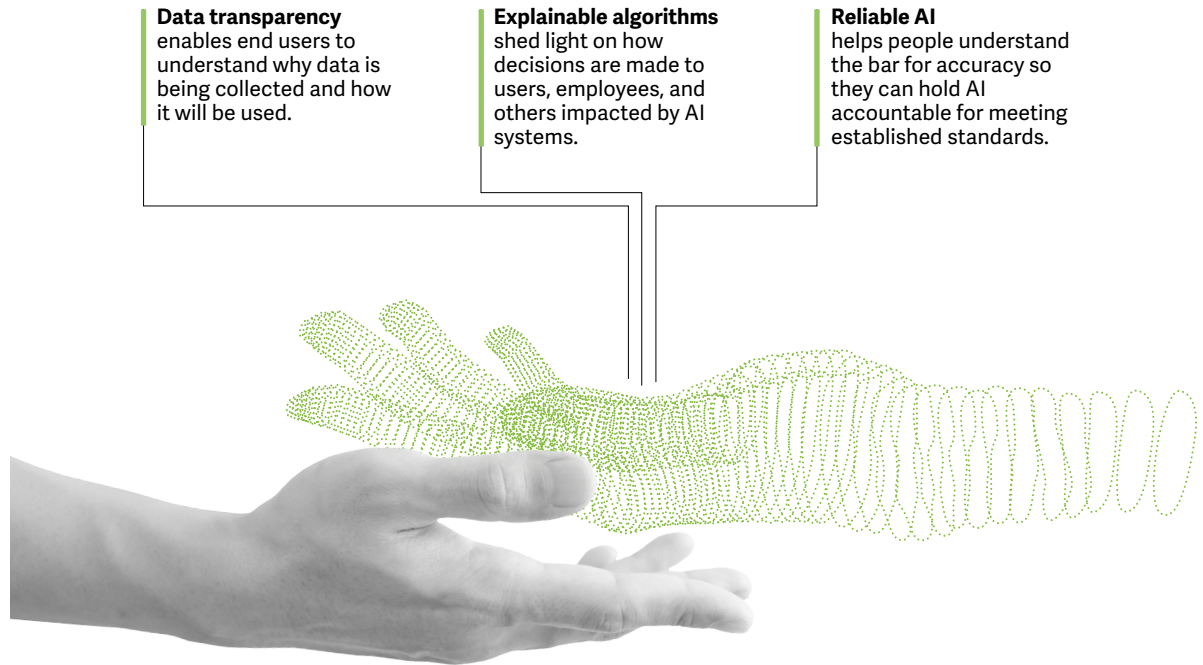 Data transparency
enables end users to
understand why data is
being collected and how
it will be used.
Explainable algorithms
shed light on how
decisions are made to
users, employees, and
others impacted by AI
systems.
Reliable AI
helps people understand
the bar for accuracy so
they can hold AI
accountable for meeting
established standards.